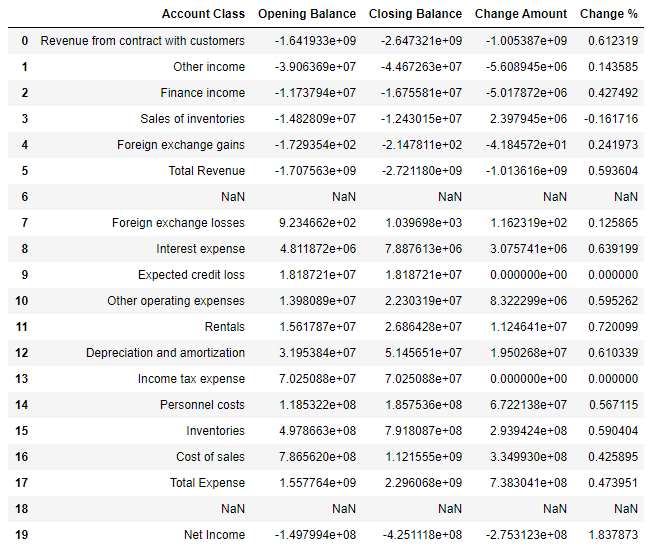 Account Class Opening Balance Closing Balance Change Amount Change %
0 Revenue from contract with customers -1.641933e+09 -2.647321e+09 -1.005387e+09 0.612319
1 Other income -3.906369e+07 -4.467263e+07 -5.608945e+06 0.143585
2 Finance income -1.173794e+07 -1.675581e+07 -5.017872e+06 0.427492
3 Sales of inventories -1.482809e+07 -1.243015e+07 2.397945e+06 -0.161716
4 Foreign exchange gains -1.729354e+02 -2.147811e+02 -4.184572e+01 0.241973
5 Total Revenue -1.707563e+09 -2.721180e+09 -1.013616e+09 0.593604
6 NaN NaN NaN NaN NaN
7 Foreign exchange losses 9.234662e+02 1.039698e+03 1.162319e+02 0.125865
8 Interest expense 4.811872e+06 7.887613e+06 3.075741e+06 0.639199
9 Expected credit loss 1.818721e+07 1.818721e+07 0.000000e+00 0.000000
10 Other operating expenses 1.398089e+07 2.230319e+07 8.322299e+06 0.595262
11 Rentals 1.561787e+07 2.686428e+07 1.124641e+07 0.720099
12 Depreciation and amortization 3.195384e+07 5.145651e+07 1.950268e+07 0.610339
13 Income tax expense 7.025088e+07 7.025088e+07 0.000000e+00 0.000000
14 Personnel costs 1.185322e+08 1.857536e+08 6.722138e+07 0.567115
15 Inventories 4.978663e+08 7.918087e+08 2.939424e+08 0.590404
16 Cost of sales 7.865620e+08 1.121555e+09 3.349930e+08 0.425895
17 Total Expense 1.557764e+09 2.296068e+09 7.383041e+08 0.473951
18 NaN NaN NaN NaN NaN
19 Net Income -1.497994e+08 -4.251118e+08 -2.753123e+08 1.837873